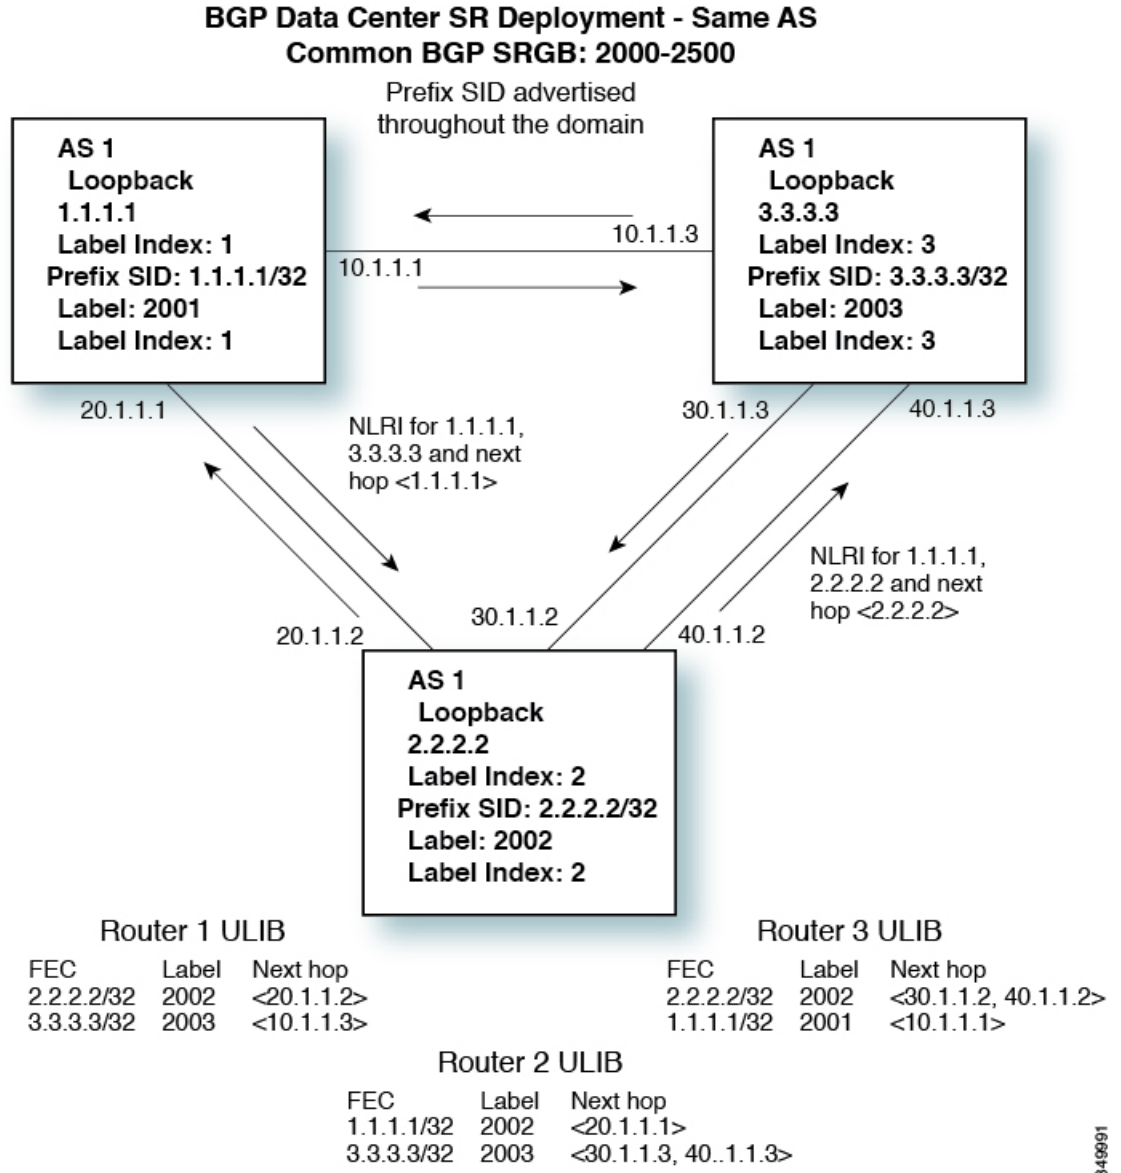 BGP Data Center SR Deployment - Same AS
Common BGP SRGB: 2000-2500
Prefix SID advertised
throughout the domain
AS 1
Loopback
1.1.1.1
Label Index: 1
Prefix SID: 1.1.1.1/32
Label: 2001
Label Index: 1
AS 1
Loopback
3.3.3.3
Label Index: 3
Prefix SID: 3.3.3.3/32
Label: 2003
Label Index: 3
10.1.1.3
10.1.1.1
20.1.1.1
NLRI for 1.1.1.1,
3.3.3.3 and next
hop <1.1.1.1>
30.1.1.3
40.1.1.3
NLRI for 1.1.1.1,
2.2.2.2 and next
hop <2.2.2.2>
20.1.1.2
30.1.1.2
40.1.1.2
AS 1
Loopback
2.2.2.2
Label Index: 2
Prefix SID: 2.2.2.2/32
Label: 2002
Label Index: 2
Router 1 ULIB
FEC Label Next hop
2.2.2.2/32 2002 <20.1.1.2>
3.3.3.3/32 2003 <10.1.1.3>
Router 3 ULIB
FEC Label Next hop
2.2.2.2/32 2002 <30.1.1.2, 40.1.1.2>
1.1.1.1/32 2001 <10.1.1.1>
Router 2 ULIB
FEC Label Next hop
1.1.1.1/32 2002 <20.1.1.1>
3.3.3.3/32 2003 <30.1.1.3, 40..1.1.3>